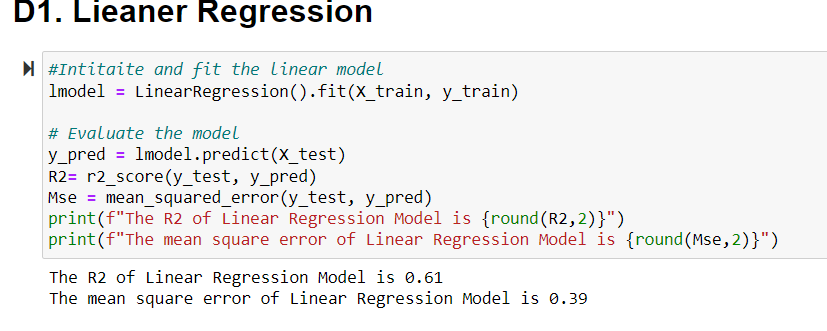 D1. Lieaner Regression
#Intitaite and fit the linear model
lmodel = LinearRegression().fit(X_train, y_train)
# Evaluate the model
y_pred = lmodel.predict(X_test)
R2= r2_score(y_test, y_pred)
Mse = mean_squared_error(y_test, y_pred)
print(f"The R2 of Linear Regression Model is {round(R2,2)}")
print(f"The mean square error of Linear Regression Model is {round(Mse,2)}")
The R2 of Linear Regression Model is 0.61
The mean square error of Linear Regression Model is 0.39